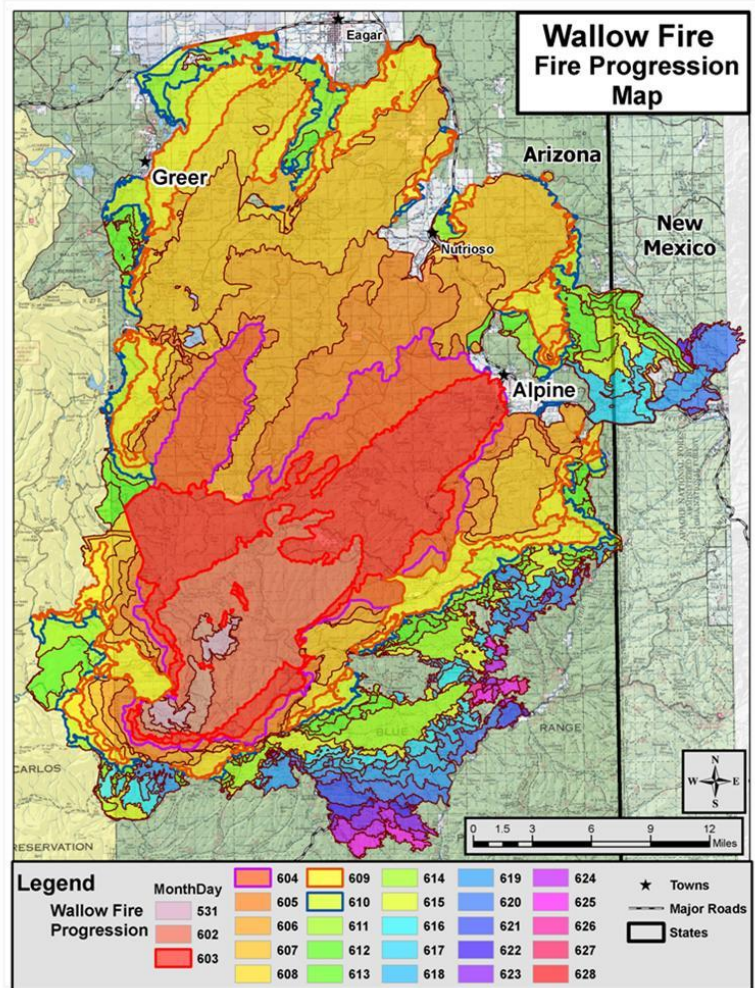 Wallow Fire
Fire Progression
Map
Eagar
Greer
Arizona
New
Mexico
Nutrioso
Alpine
BLUE
RANGE
CARLOS
RESERVATION
N
W E
S
0 1.5 3 6 9 12
Miles
Legend
Wallow Fire
Progression
MonthDay
531
602
603
604
605
606
607
608
609
610
611
612
613
614
615
616
617
618
619
620
621
622
623
624
625
626
627
628
Towns
Major Roads
States